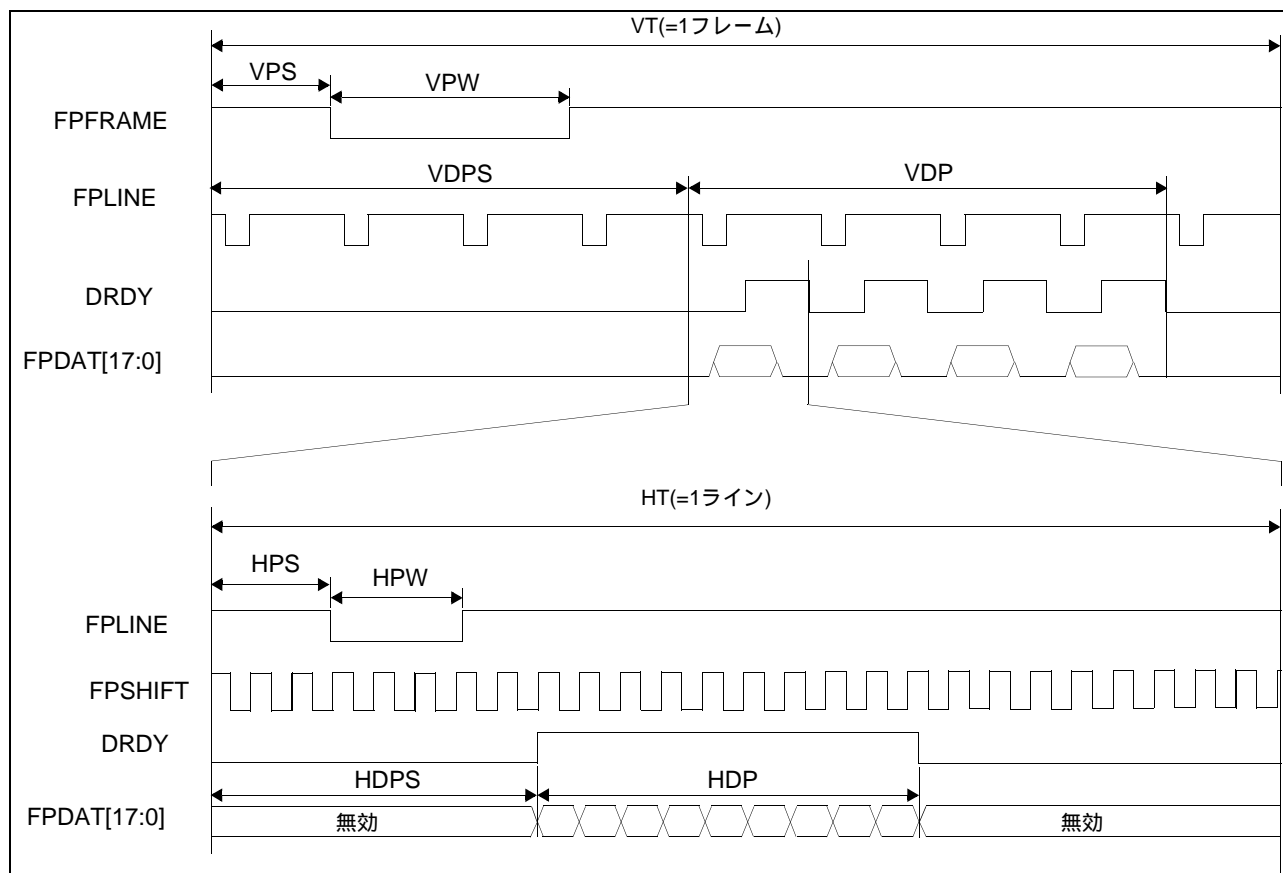 VT(=1フレーム)
VPS
VPW
FPFRAME
VDPS
VDP
FPLINE
DRDY
FPDAT[17:0]
HT(=1ライン)
HPS
HPW
FPLINE
FPSHIFT
DRDY
HDPS
HDP
FPDAT[17:0]
無効
無効